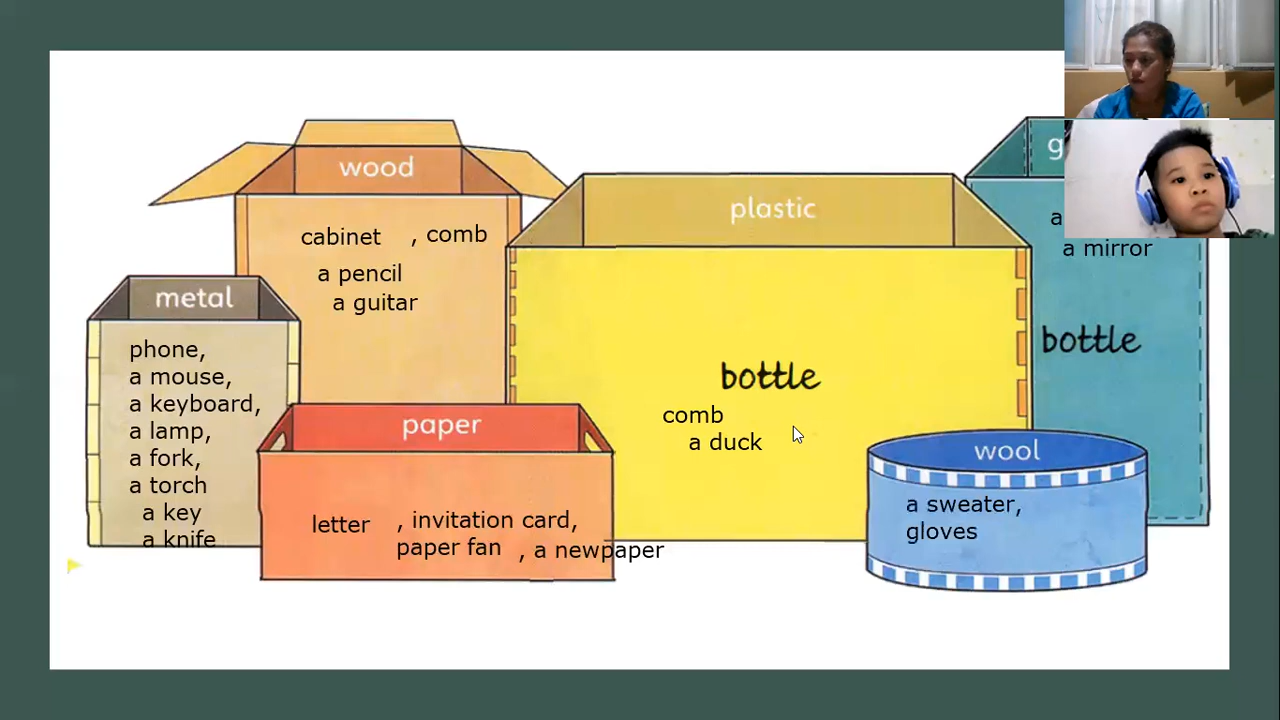 wood
cabinet , comb
a pencil
a guitar
metal
phone,
a mouse,
a keyboard,
a lamp,
a fork,
a torch
a key
a knife
paper
letter , invitation card,
paper fan , a newpaper
plastic
bottle
comb
a duck
g
a
a mirror
bottle
wool
a sweater,
gloves